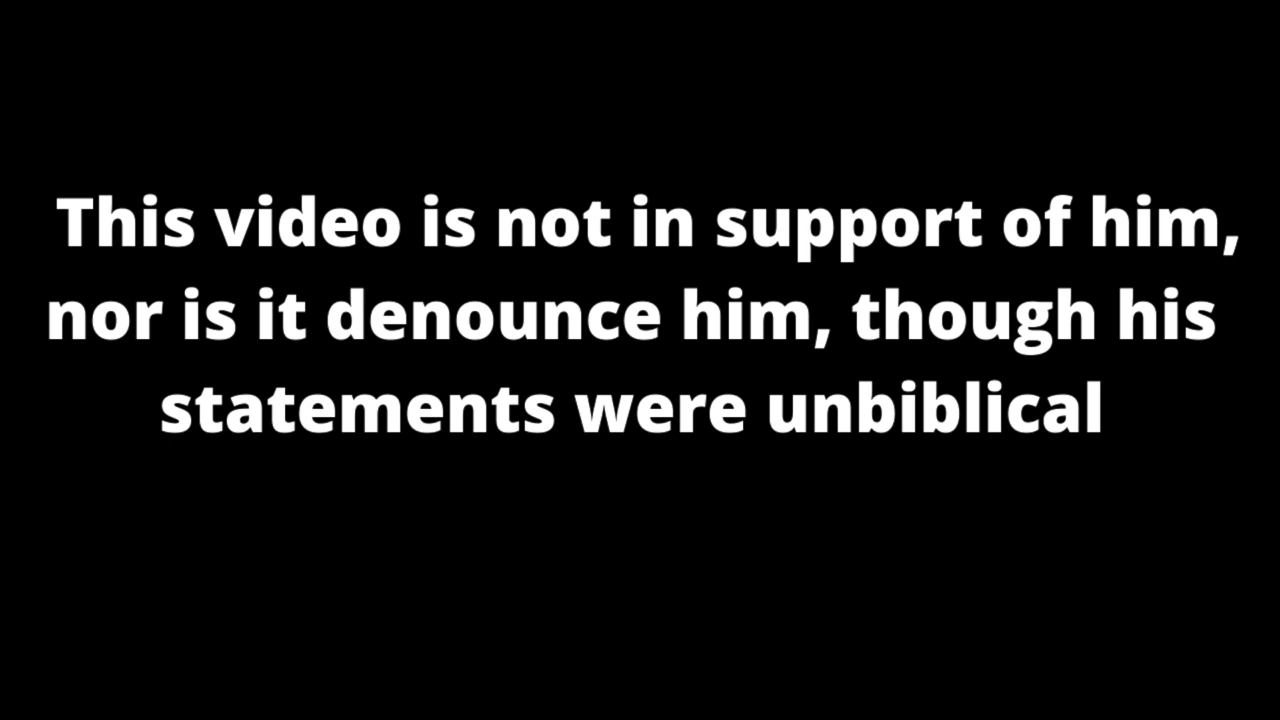 This video is not in support of him,
nor is it denounce him, though his
statements were unbiblical